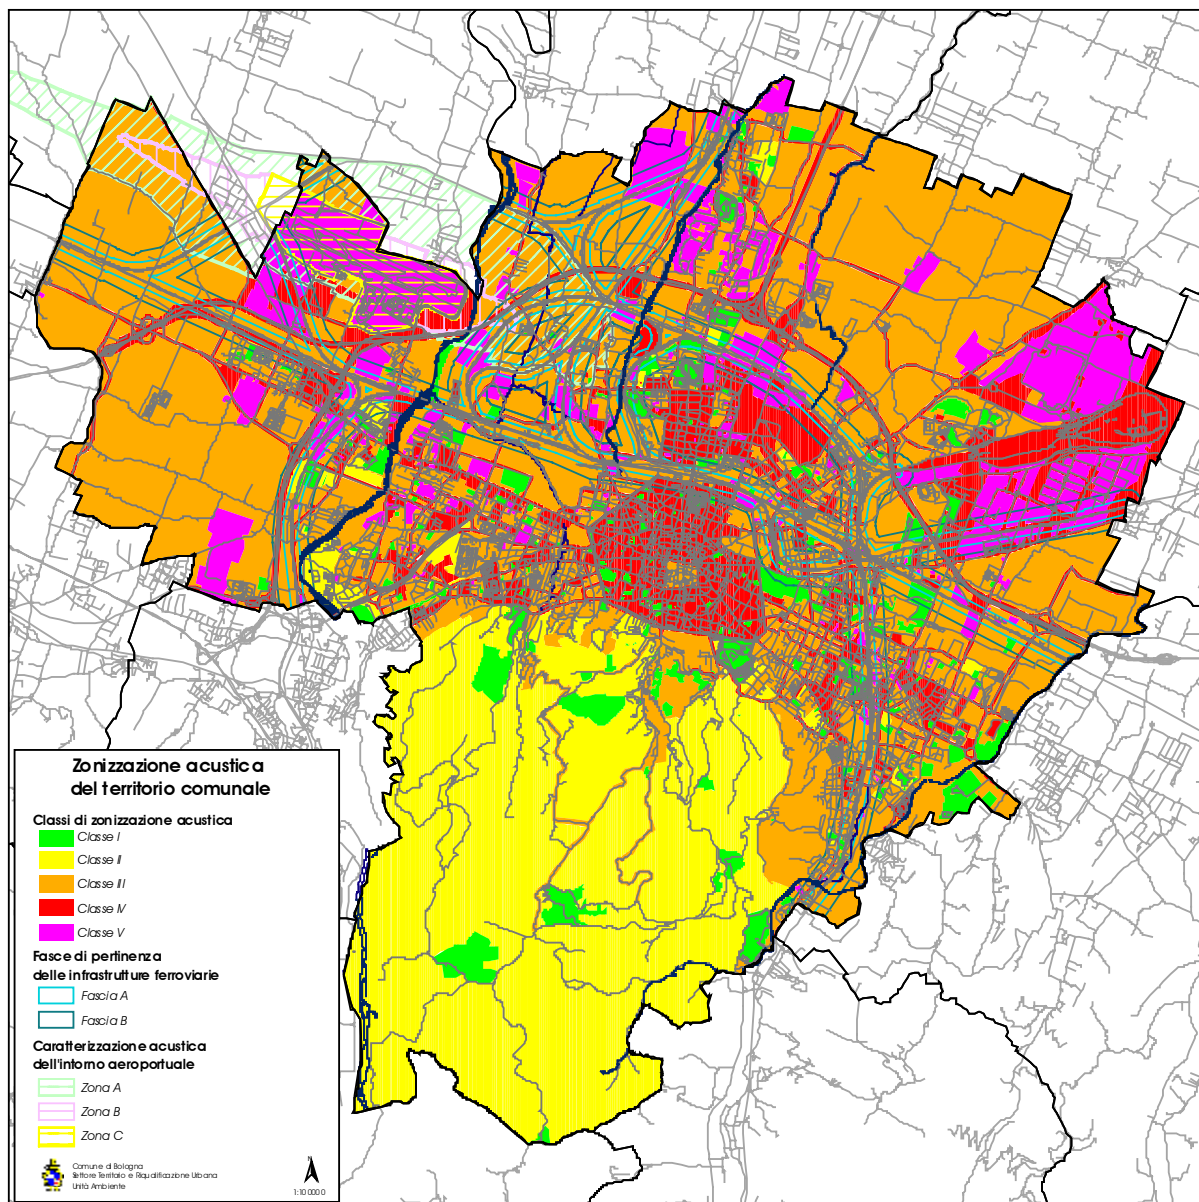 Zonizzazione acustica
del territorio comunale
Classi di zonizzazione acustica
Classe I
Classe II
Classe III
Classe IV
Classe V
Fasce di pertinenza
delle infrastrutture ferroviarie
Fascia A
Fascia B
Caratterizzazione acustica
dell'intorno aeroportuale
Zona A
Zona B
Zona C
Comune di Bologna
Settore Territorio e Riqualificazione Urbana
Unità Ambiente
N
1:100000